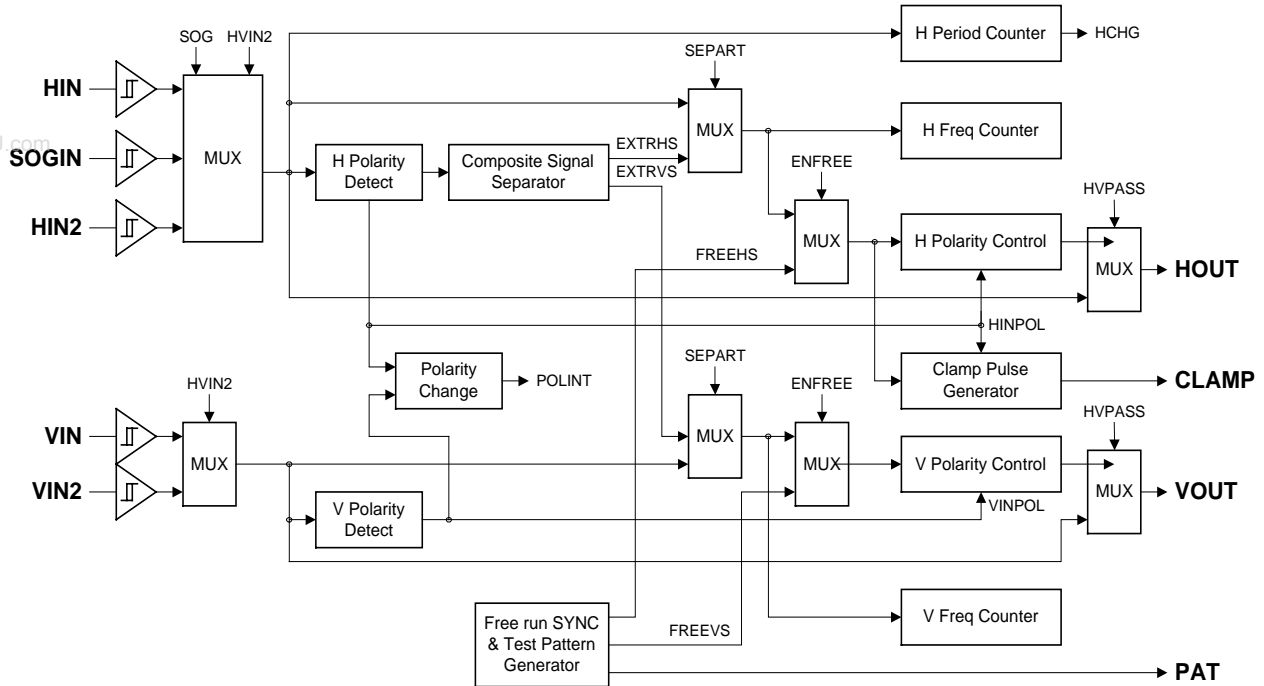 SOG
HVIN2
H Period Counter
HCHG
SEPART
HIN
MUX
H Freq Counter
MUX
EXTRHS
SOGIN
MUX
H Polarity
Detect
Composite Signal
Separator
EXTRVS
ENFREE
HVPASS
HIN2
MUX
H Polarity Control
FREEHS
MUX
HOUT
HINPOL
SEPART
Polarity
Change
POLINT
HVIN2
ENFREE
Clamp Pulse
Generator
CLAMP
HVPASS
VIN
MUX
MUX
MUX
V Polarity Control
VIN2
MUX
VOUT
V Polarity
Detect
VINPOL
Free run SYNC
& Test Pattern
Generator
FREEVS
V Freq Counter
PAT